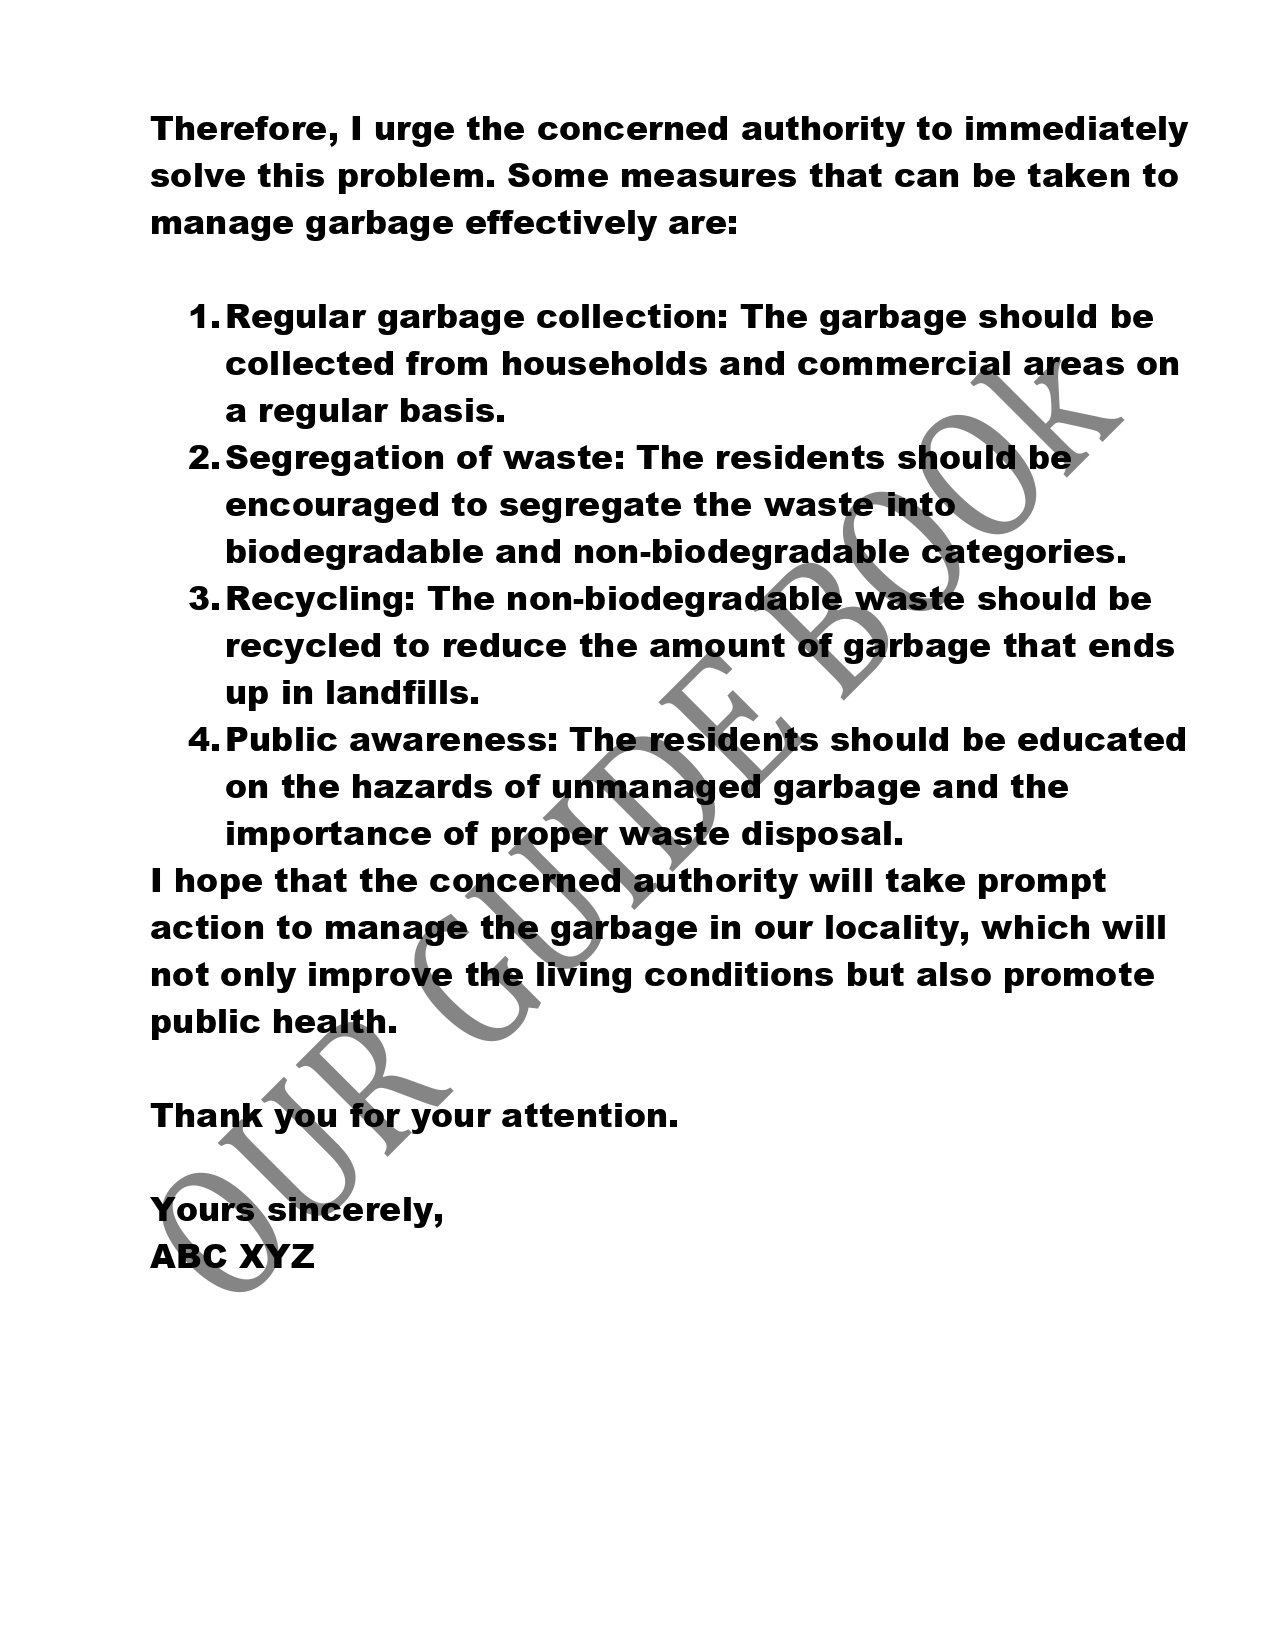 Therefore, I urge the concerned authority to immediately
solve this problem. Some measures that can be taken to
manage garbage effectively are:
1. Regular garbage collection: The garbage should be
collected from households and commercial areas on
a regular basis.
2. Segregation of waste: The residents should be
encouraged to segregate the waste into
biodegradable and non-biodegradable categories.
3. Recycling: The non-biodegradable waste should be
recycled to reduce the amount of garbage that ends
up in landfills.
4. Public awareness: The residents should be educated
on the hazards of unmanaged garbage and the
importance of proper waste disposal.
I hope that the concerned authority will take prompt
action to manage the garbage in our locality, which will
not only improve the living conditions but also promote
public health.
Thank you for your attention.
Yours sincerely,
ABC XYZ
OUR GUIDE BOOk